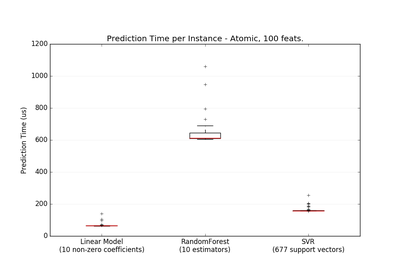 Prediction Time per Instance - Atomic, 100 feats.
1200
1000
800
600
400
200
0
Prediction Time (us)
Linear Model
(10 non-zero coefficients)
RandomForest
(10 estimators)
SVR
(677 support vectors)